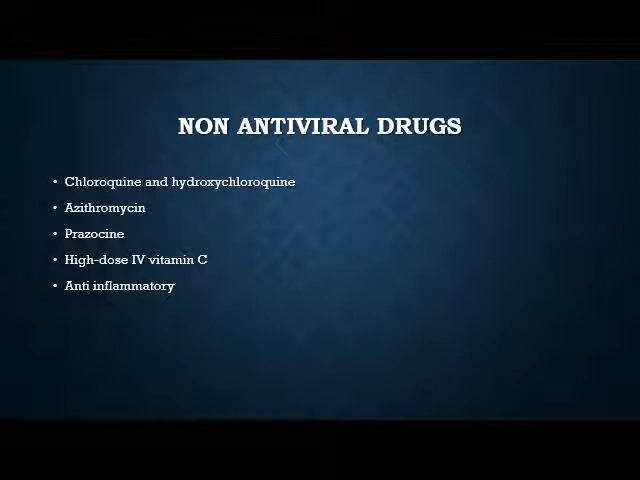 NON ANTIVIRAL DRUGS
• Chloroquine and hydroxychloroquine
• Azithromycin
• Prazocine
• High-dose IV vitamin C
• Anti inflammatory